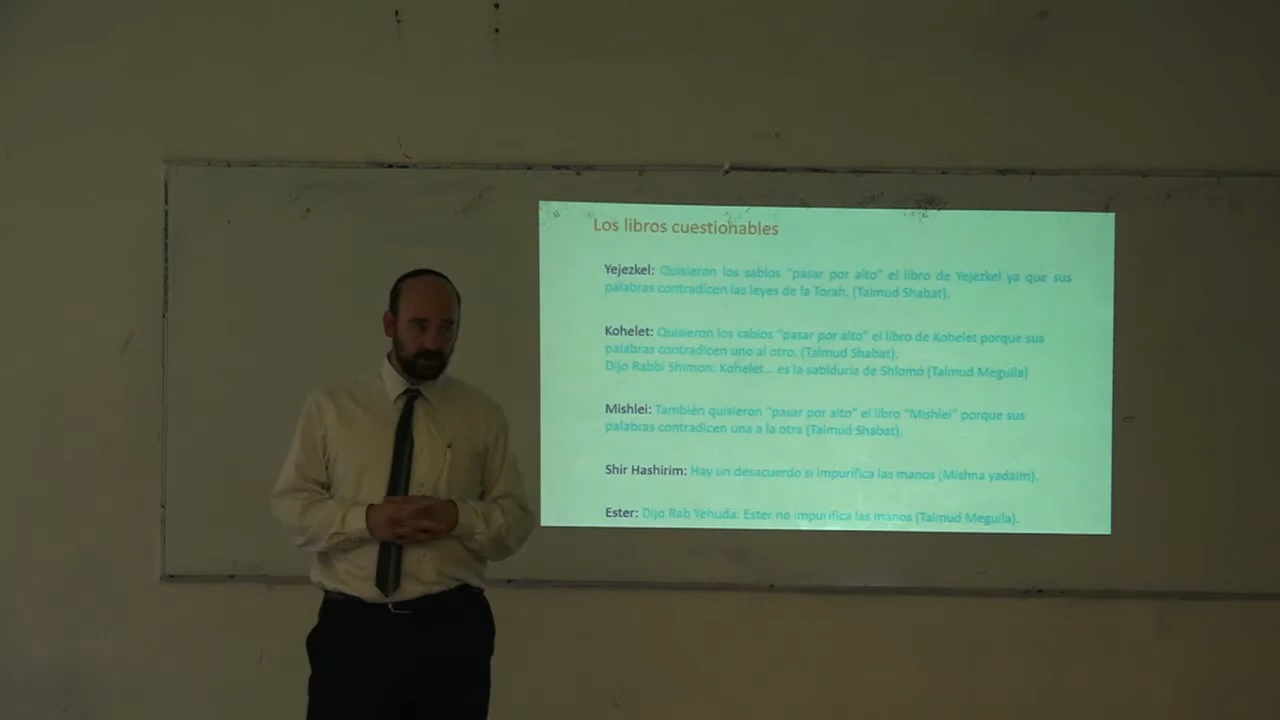 Los libros cuestionables
Yejezkel: Quisieron los sabios "pasar por alto" el libro de Yejezkel ya que sus
palabras contradicen las leyes de la Torah. (Talmud Shabat).
Kohelet: Quisieron los sabios "pasar por alto" el libro de Kohelet porque sus
palabras contradicen uno al otro. (Talmud Shabat).
Dijo Rabbi Shimon: Kohelet... es la sabiduría de Shlomó (Talmud Meguila)
Mishlei: También quisieron "pasar por alto" el libro "Mishlei" porque sus
palabras contradicen una a la otra (Talmud Shabat).
Shir Hashirim: Hay un desacuerdo si impurifica las manos (Mishna yadaim).
Ester: Dijo Rab Yehuda: Ester no impurifica las manos (Talmud Meguila).